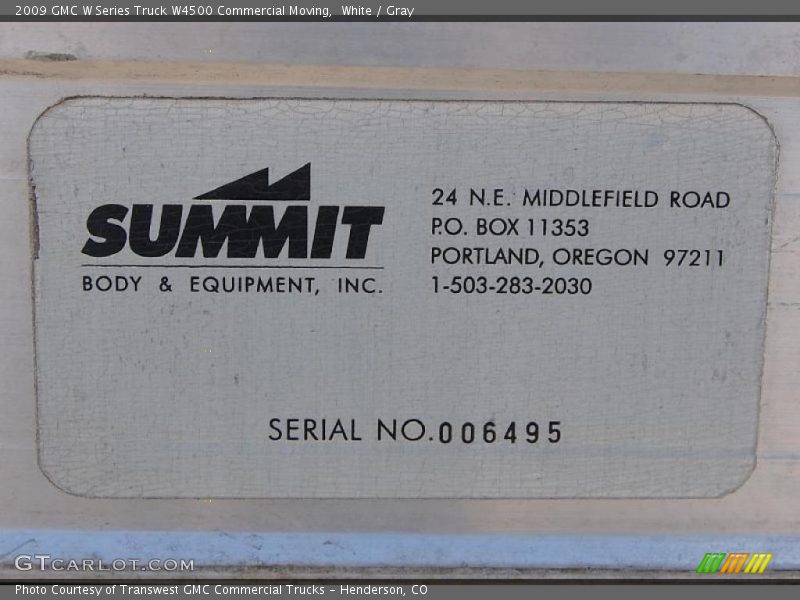 2009 GMC W Series Truck W4500 Commercial Moving, White / Gray
SUMMIT
BODY & EQUIPMENT, INC.
24 N.E. MIDDLEFIELD ROAD
P.O. BOX 11353
PORTLAND, OREGON 97211
1-503-283-2030
SERIAL NO.006495
GTCARLOT.COM
Photo Courtesy of Transwest GMC Commercial Trucks - Henderson, CO